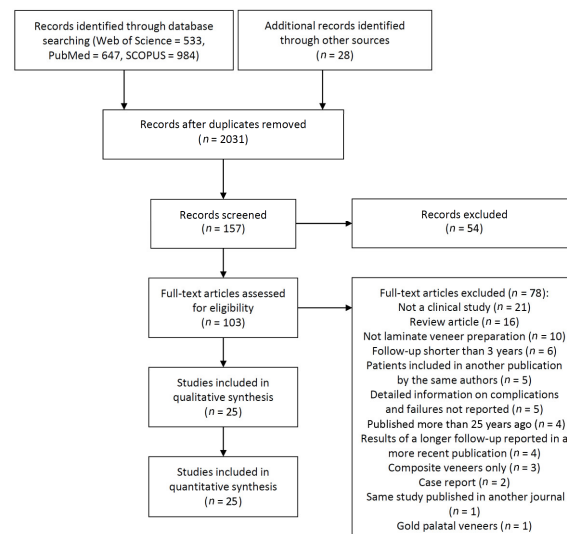 Records identified through database
searching (Web of Science = 533,
PubMed = 647, SCOPUS = 984)
Additional records identified
through other sources
(n = 28)
Records after duplicates removed
(n = 2031)
Records screened
(n = 157)
Records excluded
(n = 54)
Full-text articles assessed
for eligibility
(n = 103)
Full-text articles excluded (n = 78):
Not a clinical study (n = 21)
Review article (n = 16)
Not laminate veneer preparation (n = 10)
Follow-up shorter than 3 years (n = 6)
Patients included in another publication
by the same authors (n = 5)
Detailed information on complications
and failures not reported (n = 5)
Published more than 25 years ago (n = 4)
Results of a longer follow-up reported in a
more recent publication (n = 4)
Composite veneers only (n = 3)
Case report (n = 2)
Same study published in another journal
(n = 1)
Gold palatal veneers (n = 1)
Studies included in
qualitative synthesis
(n = 25)
Studies included in
quantitative synthesis
(n = 25)